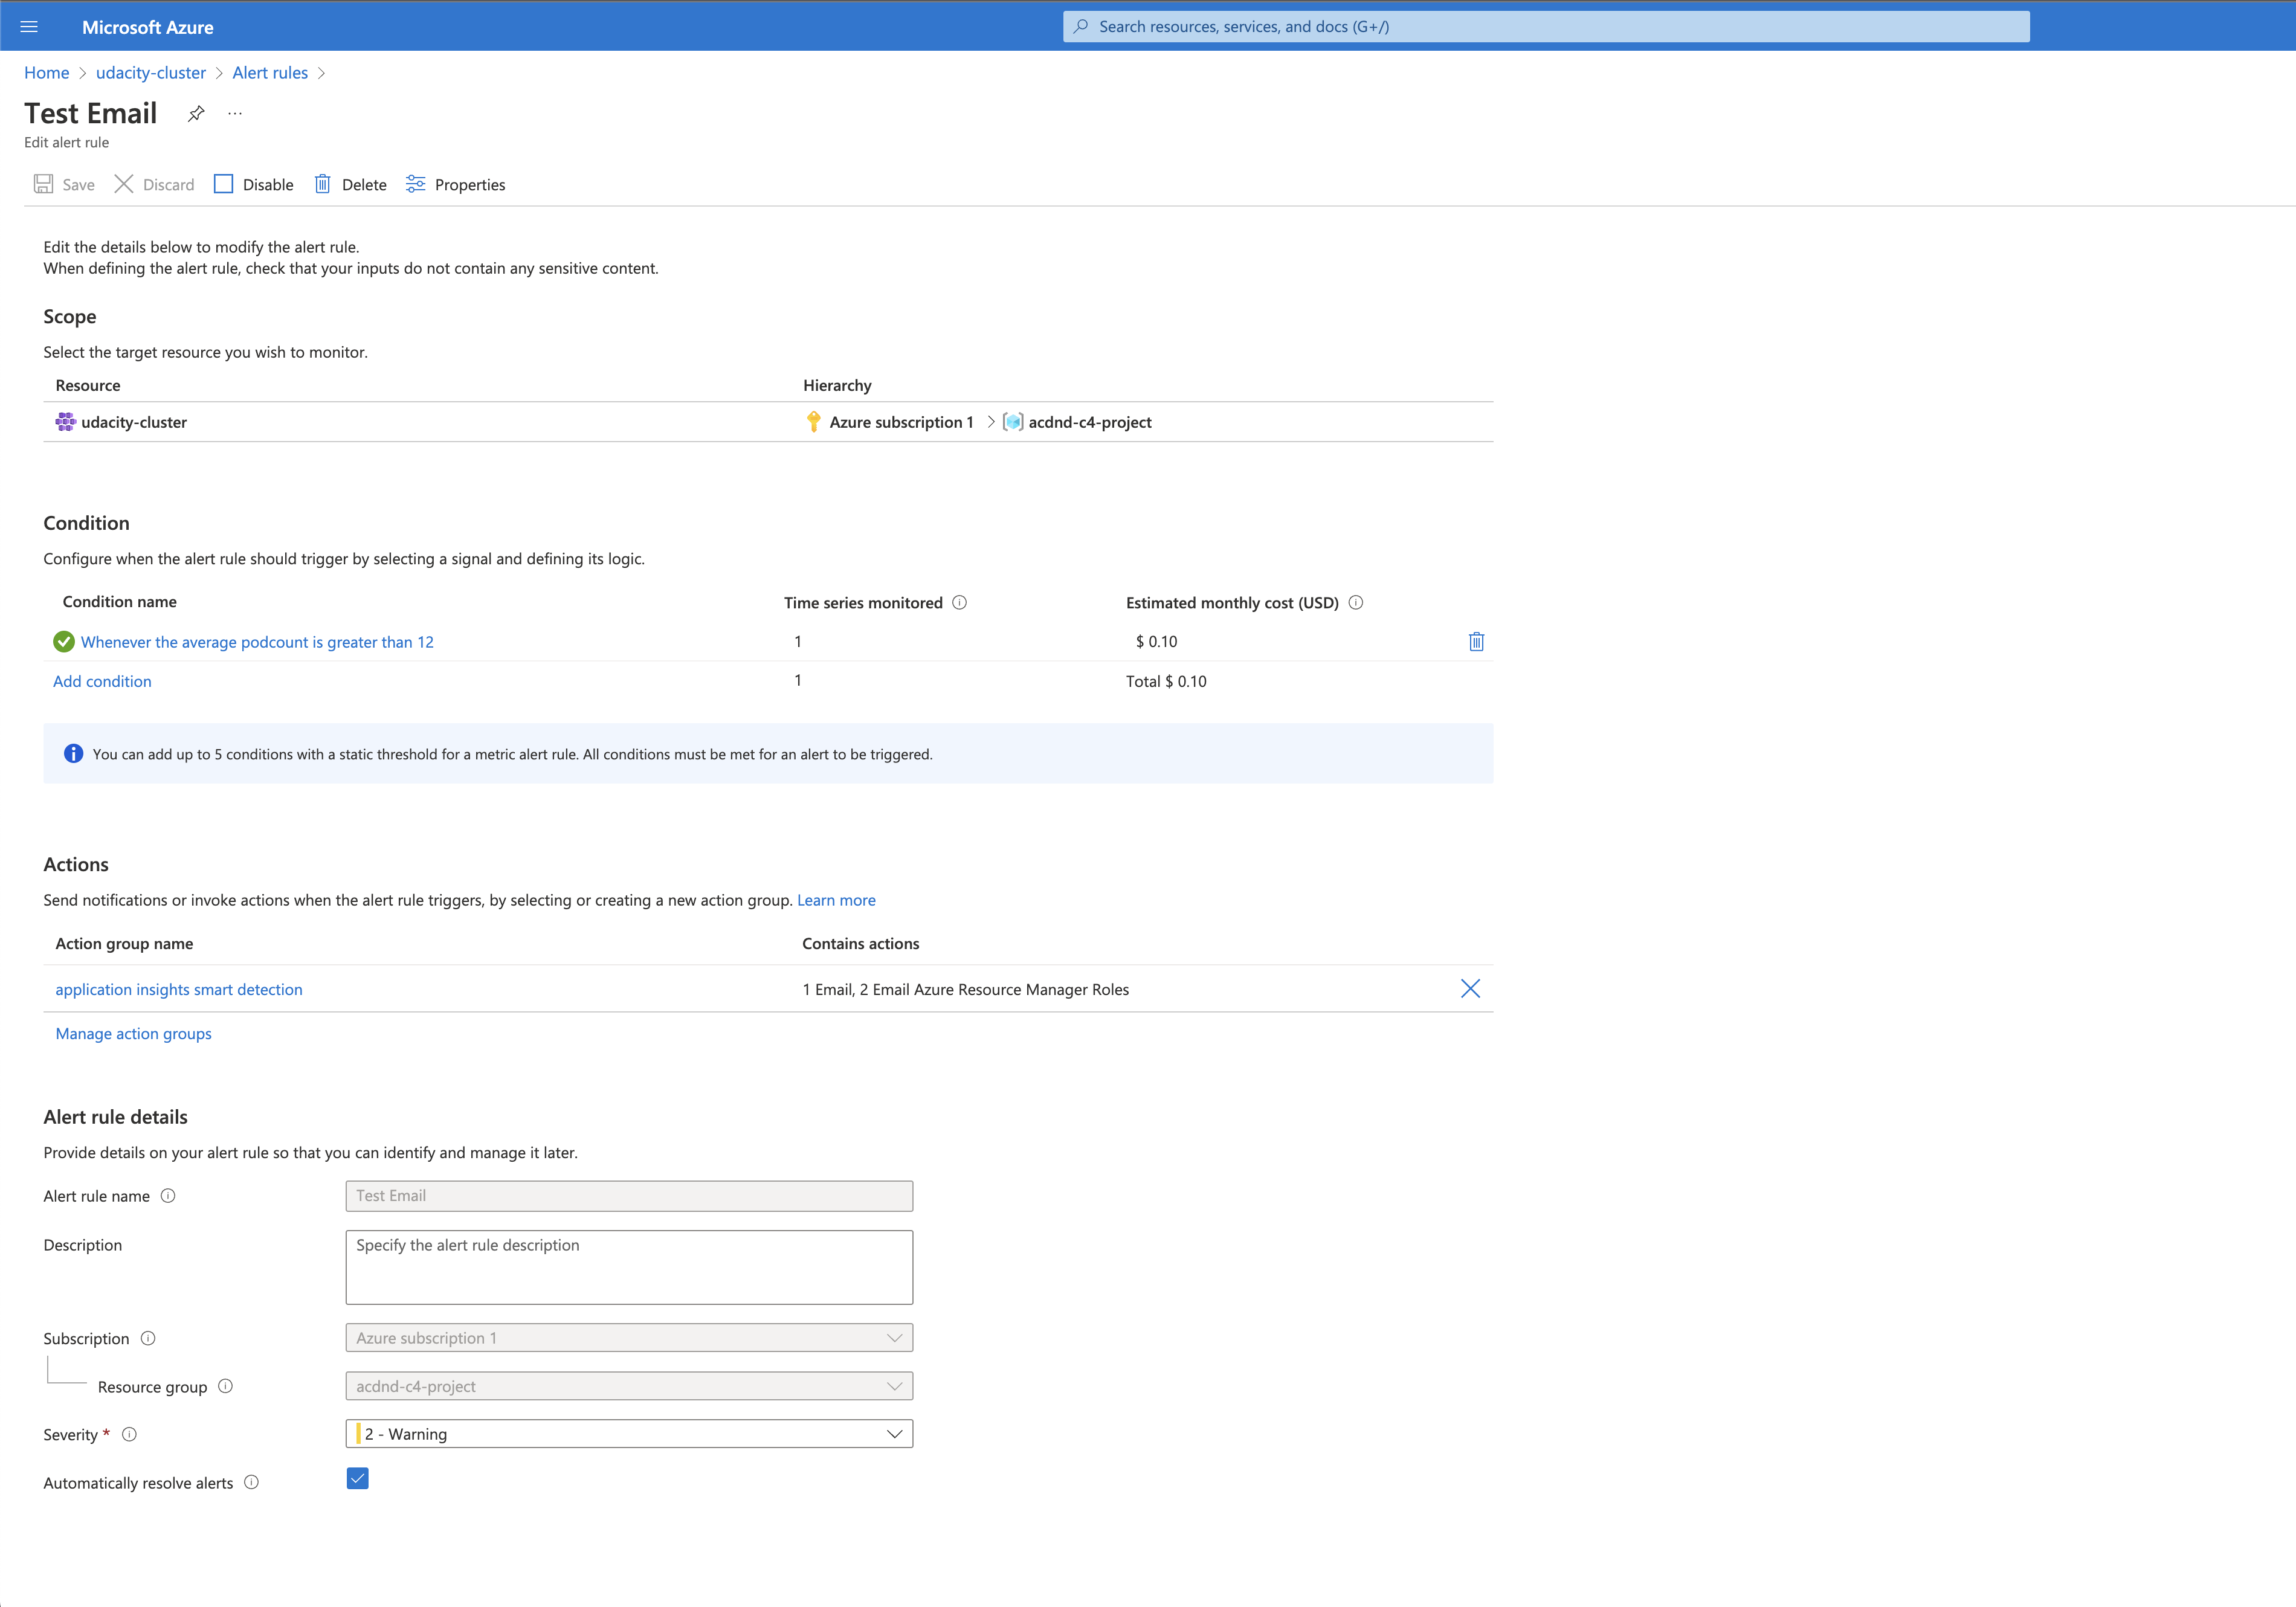 Microsoft Azure
Search resources, services, and docs (G+/)
Home > udacity-cluster > Alert rules >
Test Email ...
Edit alert rule
Save Discard Disable Delete Properties
Edit the details below to modify the alert rule.
When defining the alert rule, check that your inputs do not contain any sensitive content.
Scope
Select the target resource you wish to monitor.
Resource Hierarchy
udacity-cluster Azure subscription 1 > acdnd-c4-project
Condition
Configure when the alert rule should trigger by selecting a signal and defining its logic.
Condition name Time series monitored Estimated monthly cost (USD)
Whenever the average podcount is greater than 12 1 $ 0.10
Add condition 1 Total $ 0.10
You can add up to 5 conditions with a static threshold for a metric alert rule. All conditions must be met for an alert to be triggered.
Actions
Send notifications or invoke actions when the alert rule triggers, by selecting or creating a new action group. Learn more
Action group name Contains actions
application insights smart detection 1 Email, 2 Email Azure Resource Manager Roles
Manage action groups
Alert rule details
Provide details on your alert rule so that you can identify and manage it later.
Alert rule name Test Email
Description Specify the alert rule description
Subscription Azure subscription 1
Resource group acdnd-c4-project
Severity * 2 - Warning
Automatically resolve alerts